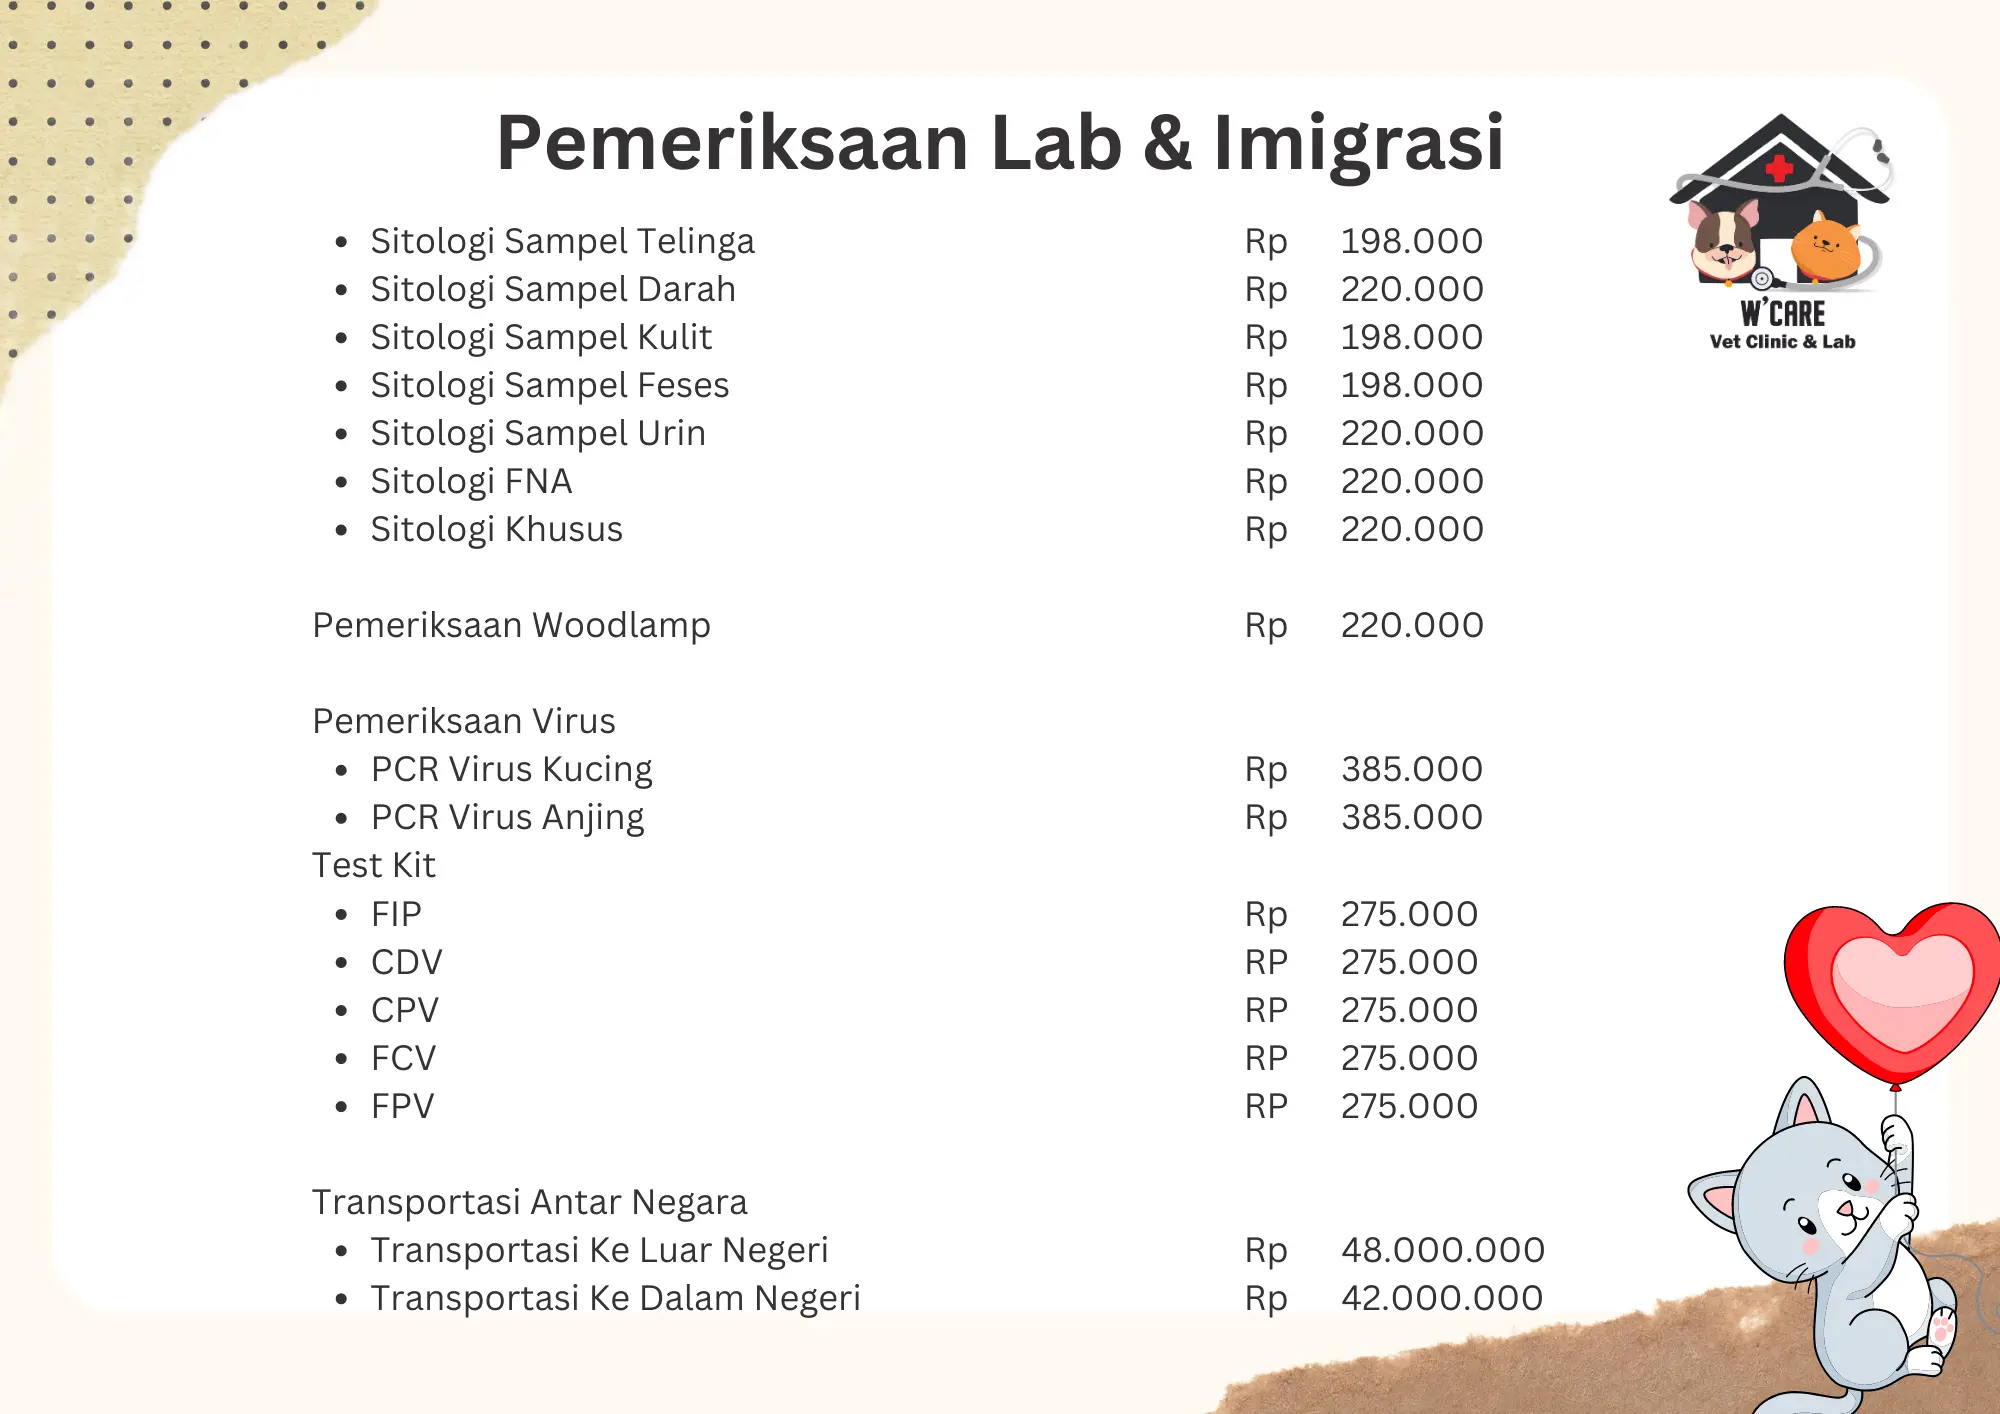 Pemeriksaan Lab & Imigrasi
W'CARE
Vet Clinic & Lab
• Sitologi Sampel Telinga Rp 198.000
• Sitologi Sampel Darah Rp 220.000
• Sitologi Sampel Kulit Rp 198.000
• Sitologi Sampel Feses Rp 198.000
• Sitologi Sampel Urin Rp 220.000
• Sitologi FNA Rp 220.000
• Sitologi Khusus Rp 220.000
Pemeriksaan Woodlamp Rp 220.000
Pemeriksaan Virus
• PCR Virus Kucing Rp 385.000
• PCR Virus Anjing Rp 385.000
Test Kit
• FIP Rp 275.000
• CDV RP 275.000
• CPV RP 275.000
• FCV RP 275.000
• FPV RP 275.000
Transportasi Antar Negara
• Transportasi Ke Luar Negeri Rp 48.000.000
• Transportasi Ke Dalam Negeri Rp 42.000.000